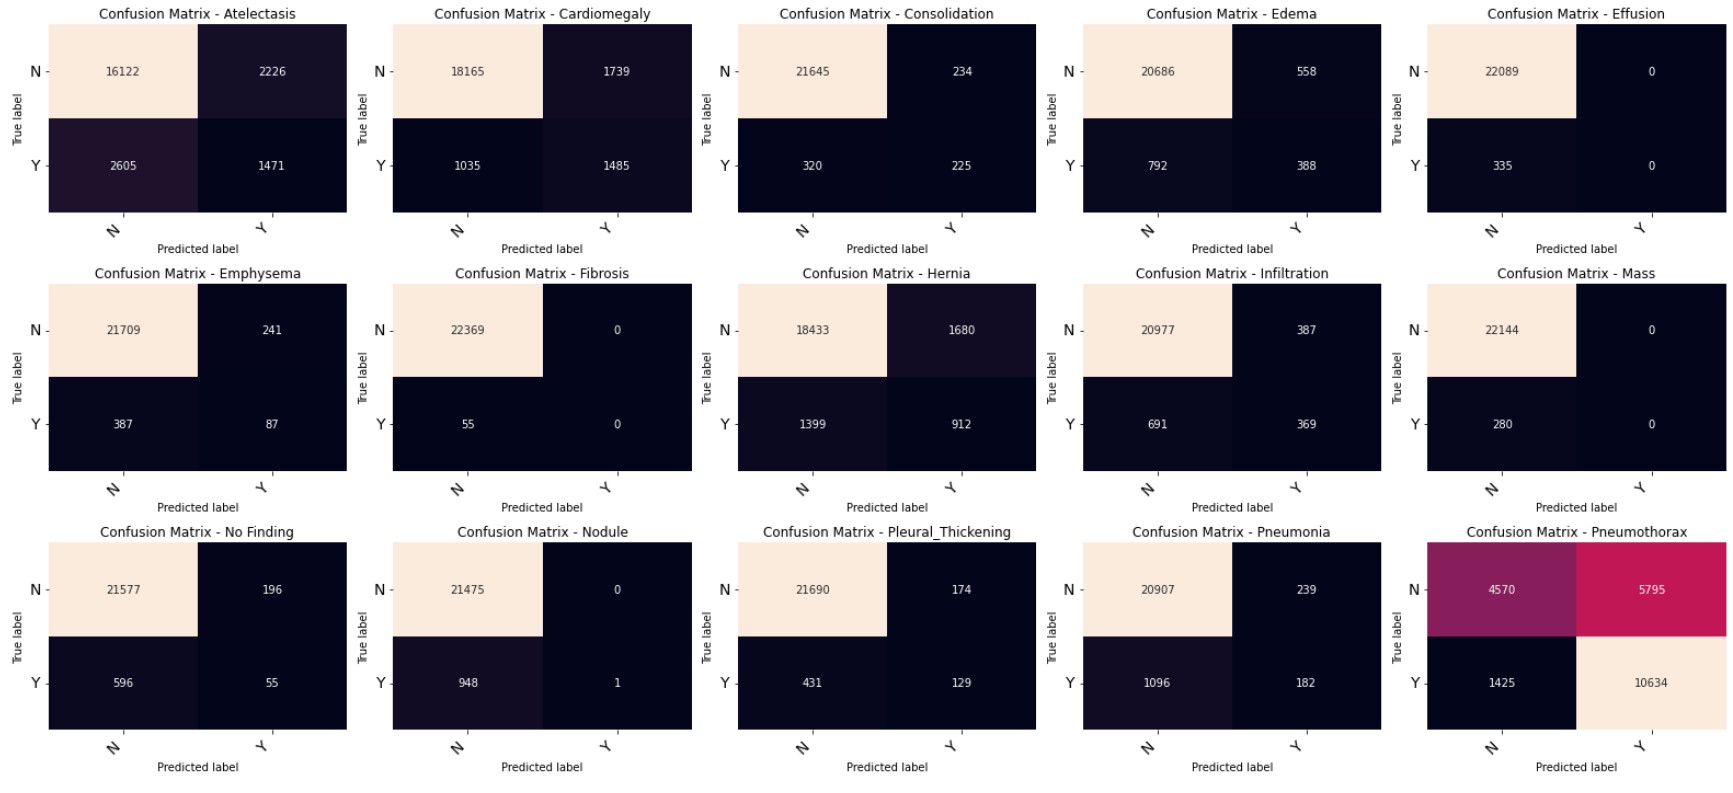 Confusion Matrix - Atelectasis
N 16122 2226
True label
Y 2605 1471
N Y
Predicted label
Confusion Matrix - Cardiomegaly
N 18165 1739
True label
Y 1035 1485
N Y
Predicted label
Confusion Matrix - Consolidation
21645 234
True label
320 225
N Y
Predicted label
Confusion Matrix - Edema
N 20686 558
True label
Y 792 388
N Y
Predicted label
Confusion Matrix - Effusion
N 22089 0
True label
Y 335 0
N Y
Predicted label
Confusion Matrix - Emphysema
N 21709 241
True label
Y 387 87
N Y
Predicted label
Confusion Matrix - Fibrosis
N 22369 0
True label
Y 55 0
N Y
Predicted label
Confusion Matrix - Hernia
N 18433 1680
True label
Y 1399 912
N Y
Predicted label
Confusion Matrix - Infiltration
N 20977 387
True label
Y 691 369
N Y
Predicted label
Confusion Matrix - Mass
N 22144 0
True label
Y 280 0
N Y
Predicted label
Confusion Matrix - No Finding
N 21577 196
True label
Y 596 55
N Y
Predicted label
Confusion Matrix - Nodule
N 21475 0
True label
Y 948 1
N Y
Predicted label
Confusion Matrix - Pleural_Thickening
N 21690 174
True label
Y 431 129
N Y
Predicted label
Confusion Matrix - Pneumonia
N 20907 239
True label
Y 1096 182
N Y
Predicted label
Confusion Matrix - Pneumothorax
N 4570 5795
True label
Y 1425 10634
N Y
Predicted label